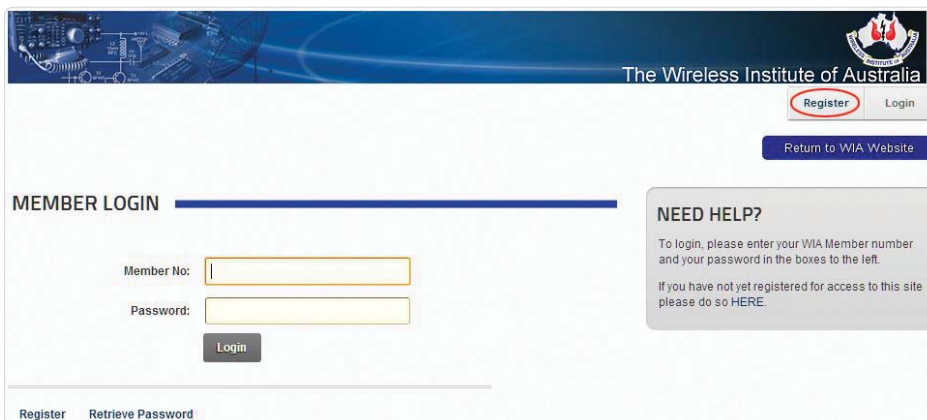 The Wireless Institute of Australia
Register Login
Return to WIA Website
MEMBER LOGIN
Member No:
Password:
Login
Register Retrieve Password
NEED HELP?
To login, please enter your WIA Member number
and your password in the boxes to the left.
If you have not yet registered for access to this site
please do so HERE.